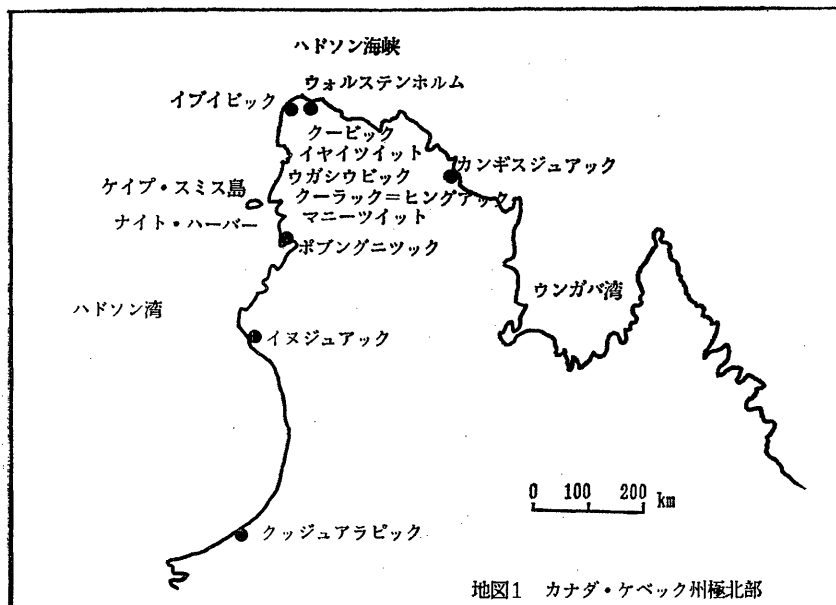 ハドソン海峡
ウォルステンホルム
イブイビック
クービック
イヤイツイット
カンギスジュアック
ウガシウビック
ケイプ・スミス島
クーラック＝ヒングアック
ナイト・ハーバー
マニーツイット
ポブングニツック
ウンガバ湾
ハドソン湾
イヌジュアック
0 100 200 km
クッジュアラピック
地図1 カナダ・ケベック州極北部